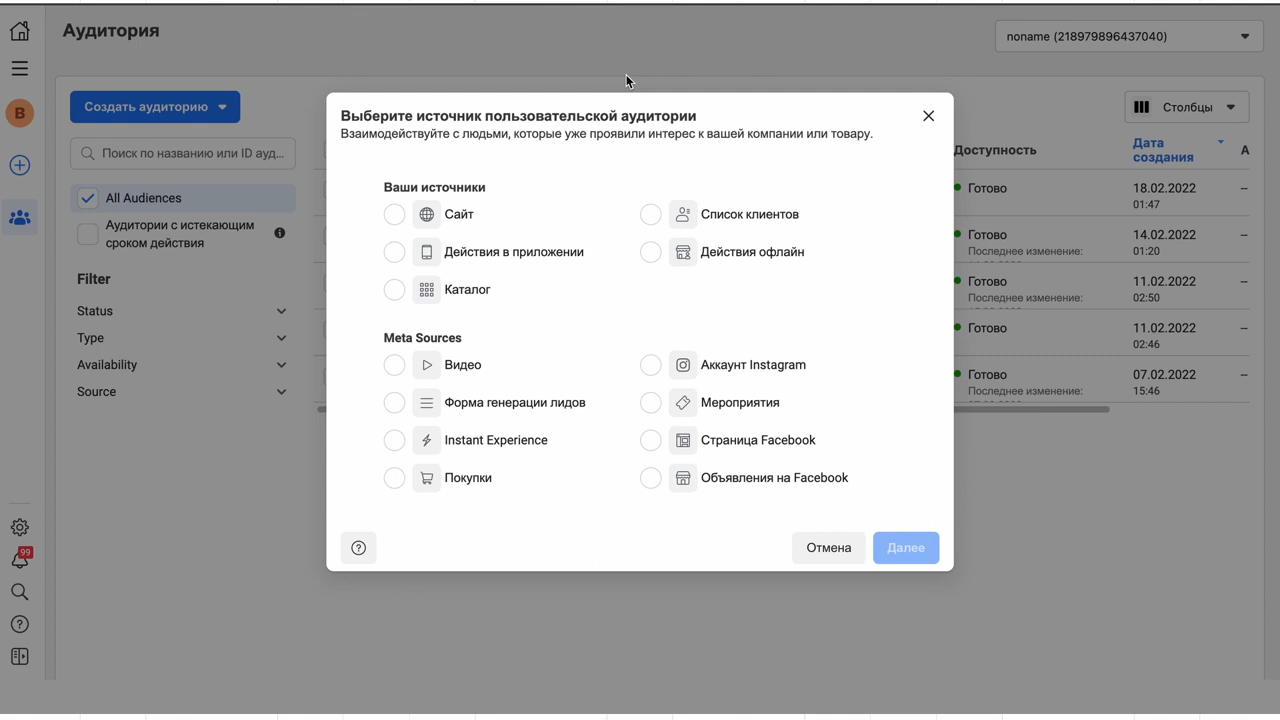 Аудитория
noname (218979896437040)
B
Создать аудиторию
Столбцы
Поиск по названию или ID ауд...
All Audiences
Аудитории с истекающим
сроком действия
Filter
Status
Type
Availability
Source
99
Выберите источник пользовательской аудитории
Взаимодействуйте с людьми, которые уже проявили интерес к вашей компании или товару.
Ваши источники
Сайт
Список клиентов
Действия в приложении
Действия офлайн
Каталог
Meta Sources
Видео
Аккаунт Instagram
Форма генерации лидов
Мероприятия
Instant Experience
Страница Facebook
Покупки
Объявления на Facebook
Отмена
Далее
Доступность
Дата
создания
А
Готово
18.02.2022
01:47
--
Готово
Последнее изменение:
14.02.2022
01:20
--
Готово
Последнее изменение:
11.02.2022
02:50
--
Готово
11.02.2022
02:46
--
Готово
Последнее изменение:
07.02.2022
15:46
--